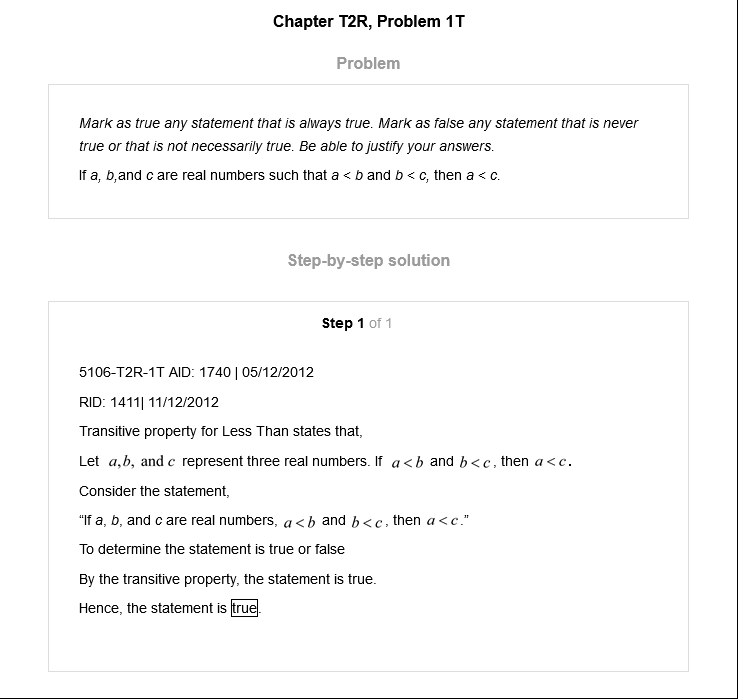 Chapter T2R, Problem 1T
Problem
Mark as true any statement that is always true. Mark as false any statement that is never
true or that is not necessarily true. Be able to justify your answers.
If a, b,and c are real numbers such that a < b and b < c, then a < c.
Step-by-step solution
Step 1 of 1
5106-T2R-1T AID: 1740 | 05/12/2012
RID: 1411| 11/12/2012
Transitive property for Less Than states that,
Let a,b, and c represent three real numbers. If a<b and b<c, then a<c.
Consider the statement,
“If a, b, and c are real numbers, a<b and b<c, then a<c.”
To determine the statement is true or false
By the transitive property, the statement is true.
Hence, the statement is true.